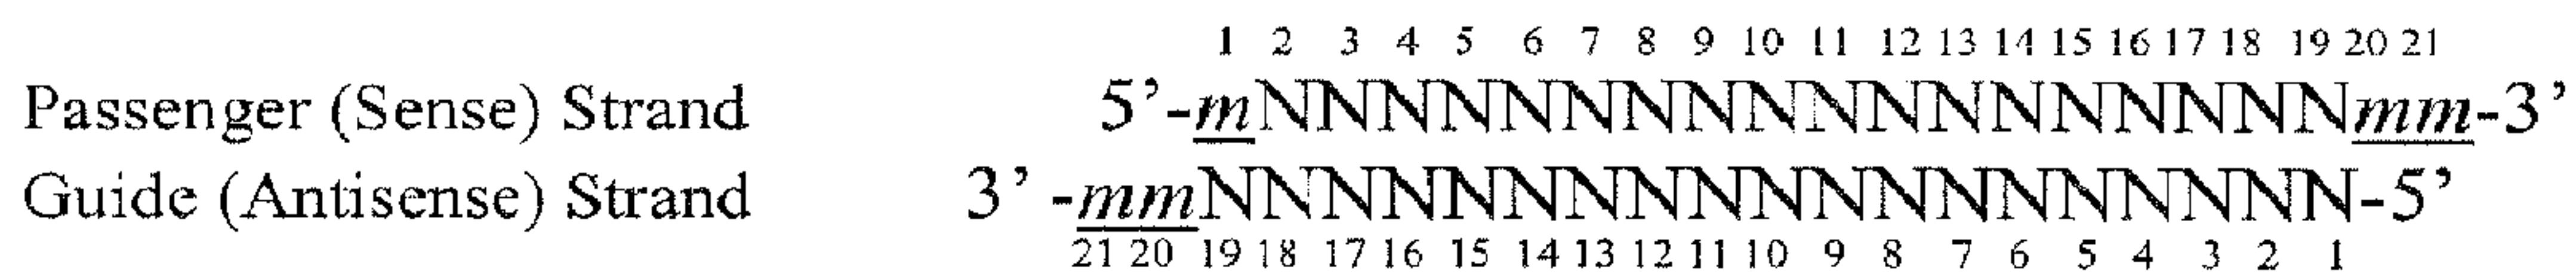 1 2 3 4 5 6 7 8 9 10 11 12 13 14 15 16 17 18 19 20 21
Passenger (Sense) Strand 5’-mNNNNNNNNNNNNNNNNNNmm-3’
Guide (Antisense) Strand 3’ -mmNNNNNNNNNNNNNNNNNNN-5’
21 20 19 18 17 16 15 14 13 12 11 10 9 8 7 6 5 4 3 2 1